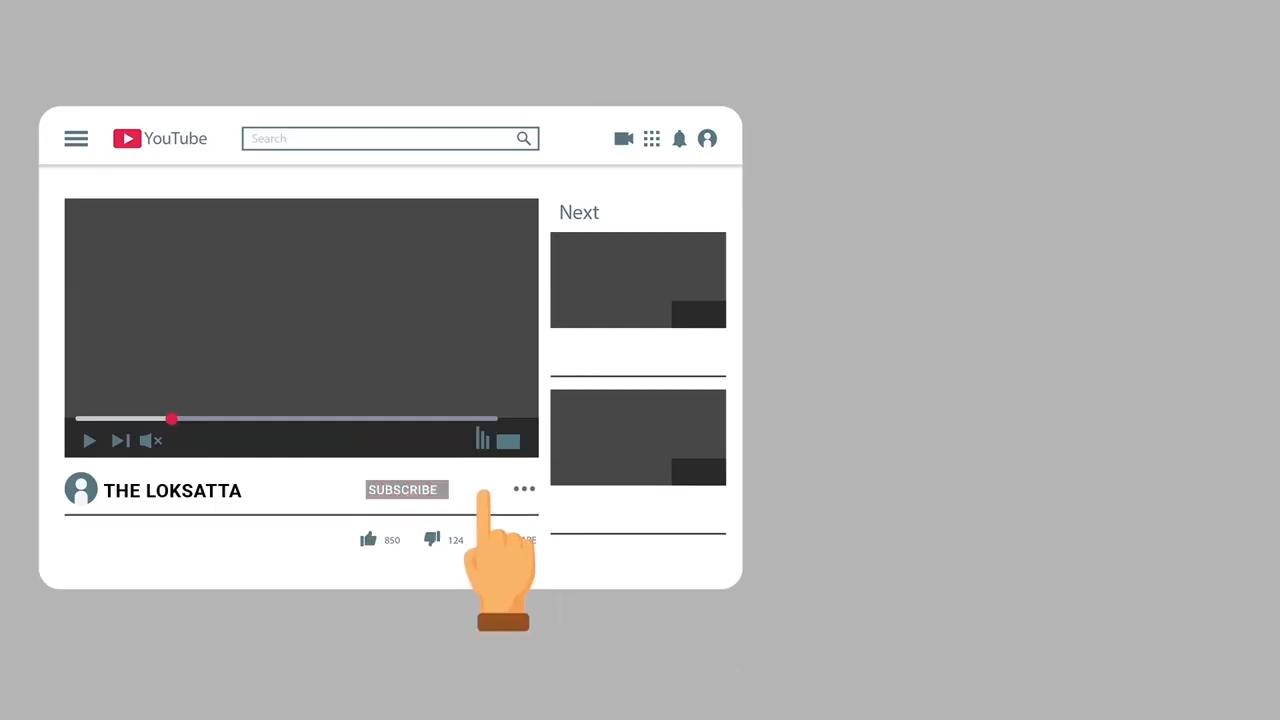 YouTube
Search
Next
THE LOKSATTA
SUBSCRIBE
850
124